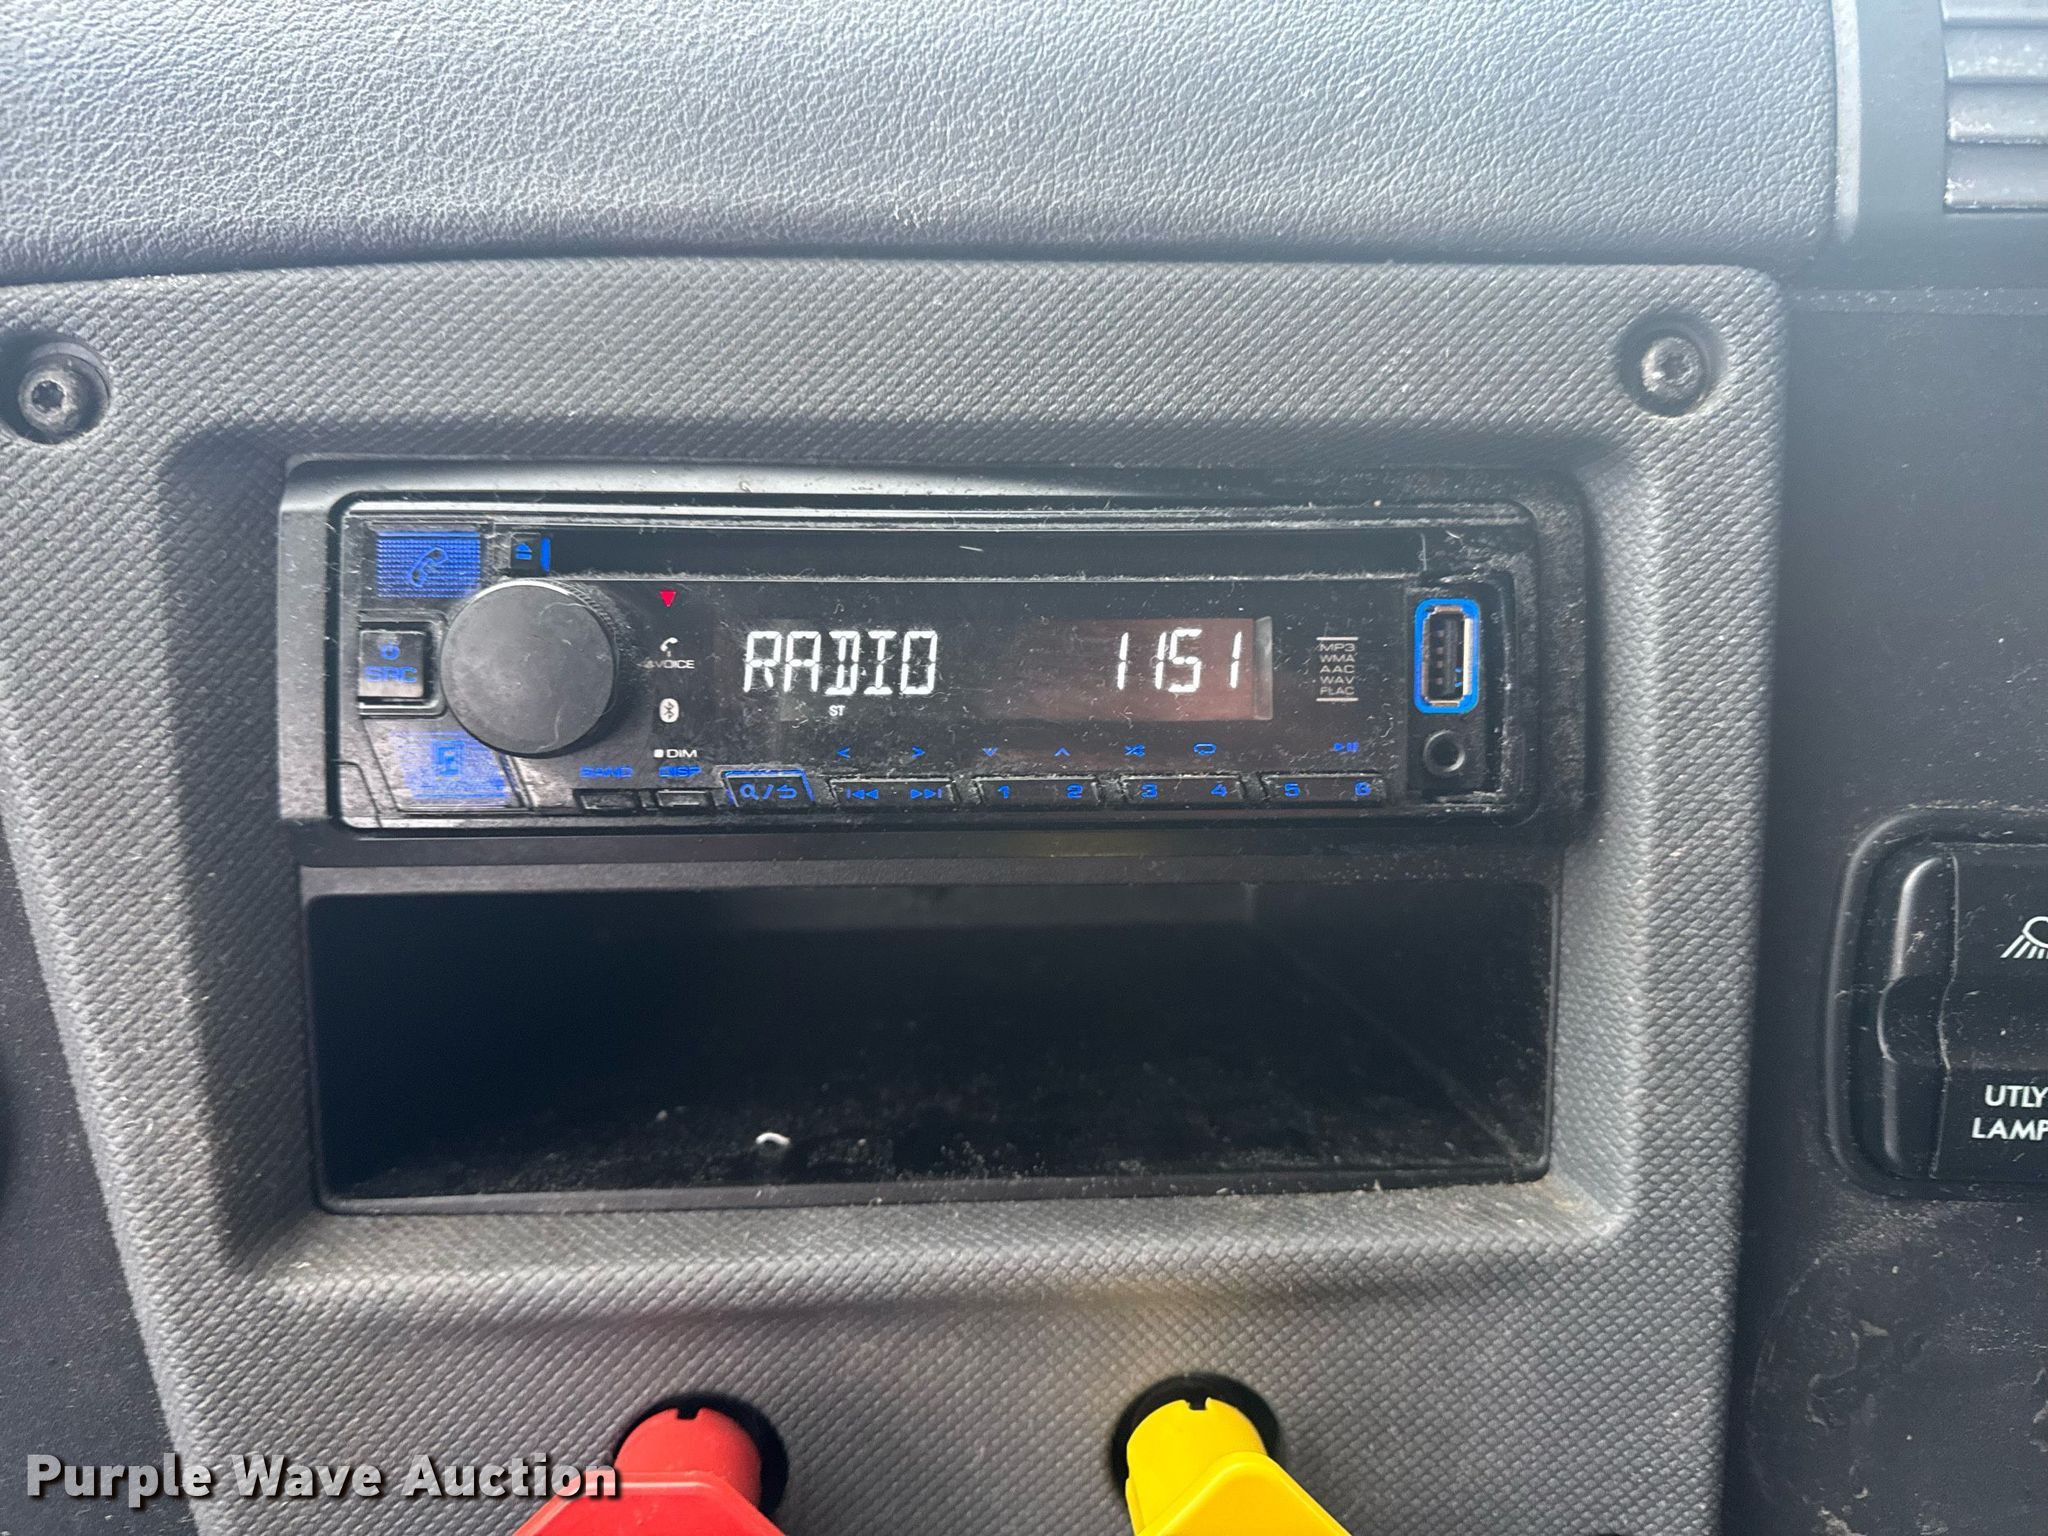 &VOICE
RADIO 1151
ST
MP3
WMA
AAC
WAV
FLAC
SRC
DIM
BAND DISP
1 2 3 4 5 6
UTLY
LAMP
Purple Wave Auction